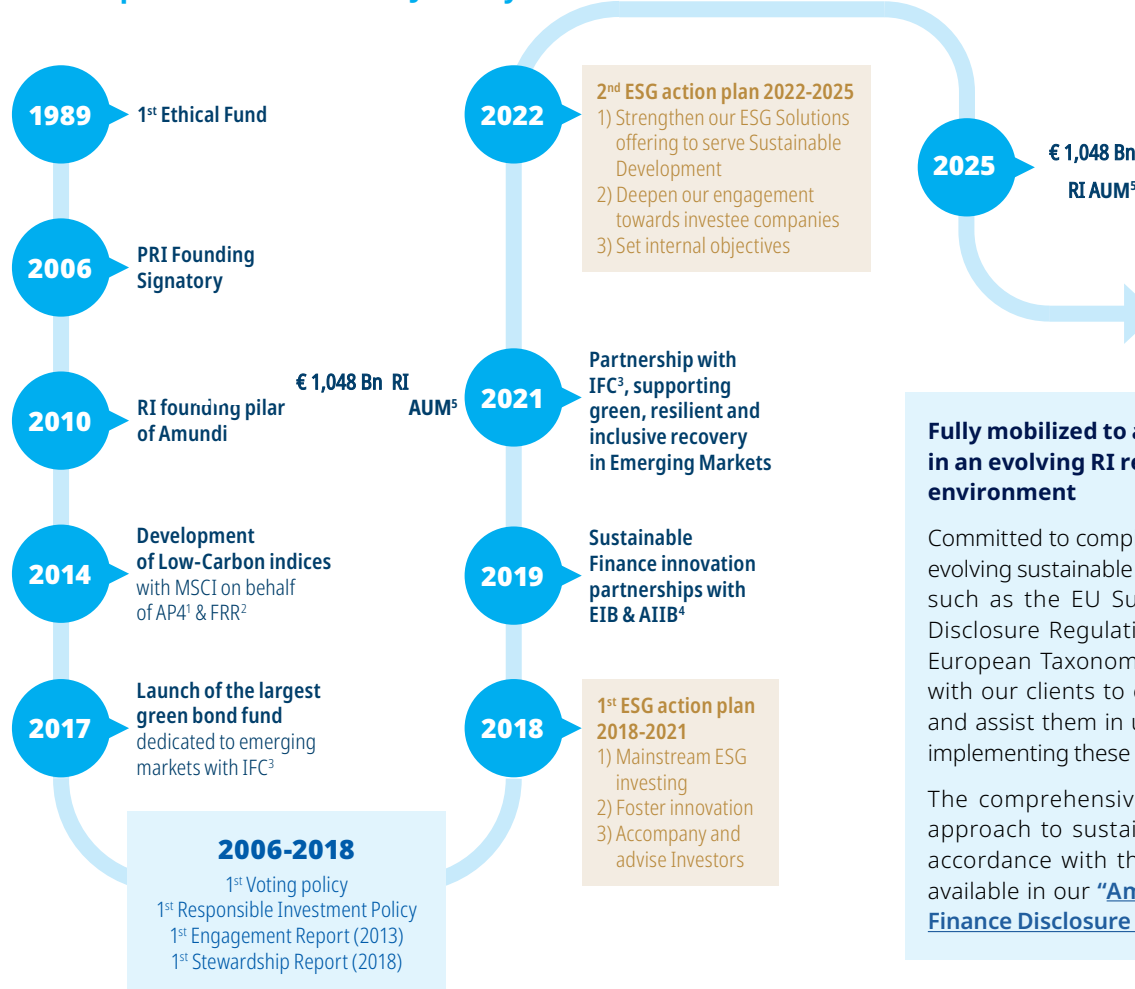 1989
1st Ethical Fund
2006
PRI Founding
Signatory
2010
RI founding pilar
of Amundi
2014
Development
of Low-Carbon indices
with MSCI on behalf
of AP4¹ & FRR²
2017
Launch of the largest
green bond fund
dedicated to emerging
markets with IFC³
2006-2018
1st Voting policy
1st Responsible Investment Policy
1st Engagement Report (2013)
1st Stewardship Report (2018)
2018
1st ESG action plan
2018-2021
1) Mainstream ESG
investing
2) Foster innovation
3) Accompany and
advise Investors
2019
Sustainable
Finance innovation
partnerships with
EIB & AIIB⁴
€ 1,048 Bn RI
AUM⁵
2021
Partnership with
IFC³, supporting
green, resilient and
inclusive recovery
in Emerging Markets
2022
2nd ESG action plan 2022-2025
1) Strengthen our ESG Solutions
offering to serve Sustainable
Development
2) Deepen our engagement
towards investee companies
3) Set internal objectives
2025
€ 1,048 Bn
RI AUM⁵
Fully mobilized to
in an evolving RI
environment
Committed to
evolving sustainable
such as the EU
Disclosure
European
with our clients to
and assist them in
implementing these
The
approach to
accordance with
available in our "
Finance Disclosure